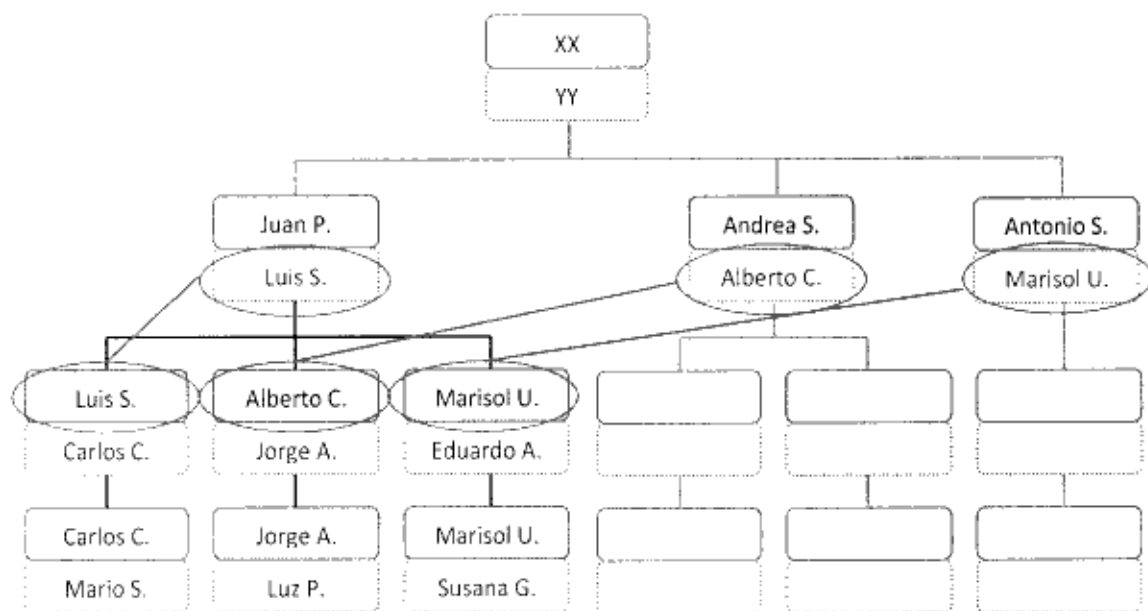 XX
YY
Juan P.
Andrea S.
Antonio S.
Luis S.
Alberto C.
Marisol U.
Luis S.
Alberto C.
Marisol U.
Carlos C.
Jorge A.
Eduardo A.
Carlos C.
Jorge A.
Marisol U.
Mario S.
Luz P.
Susana G.